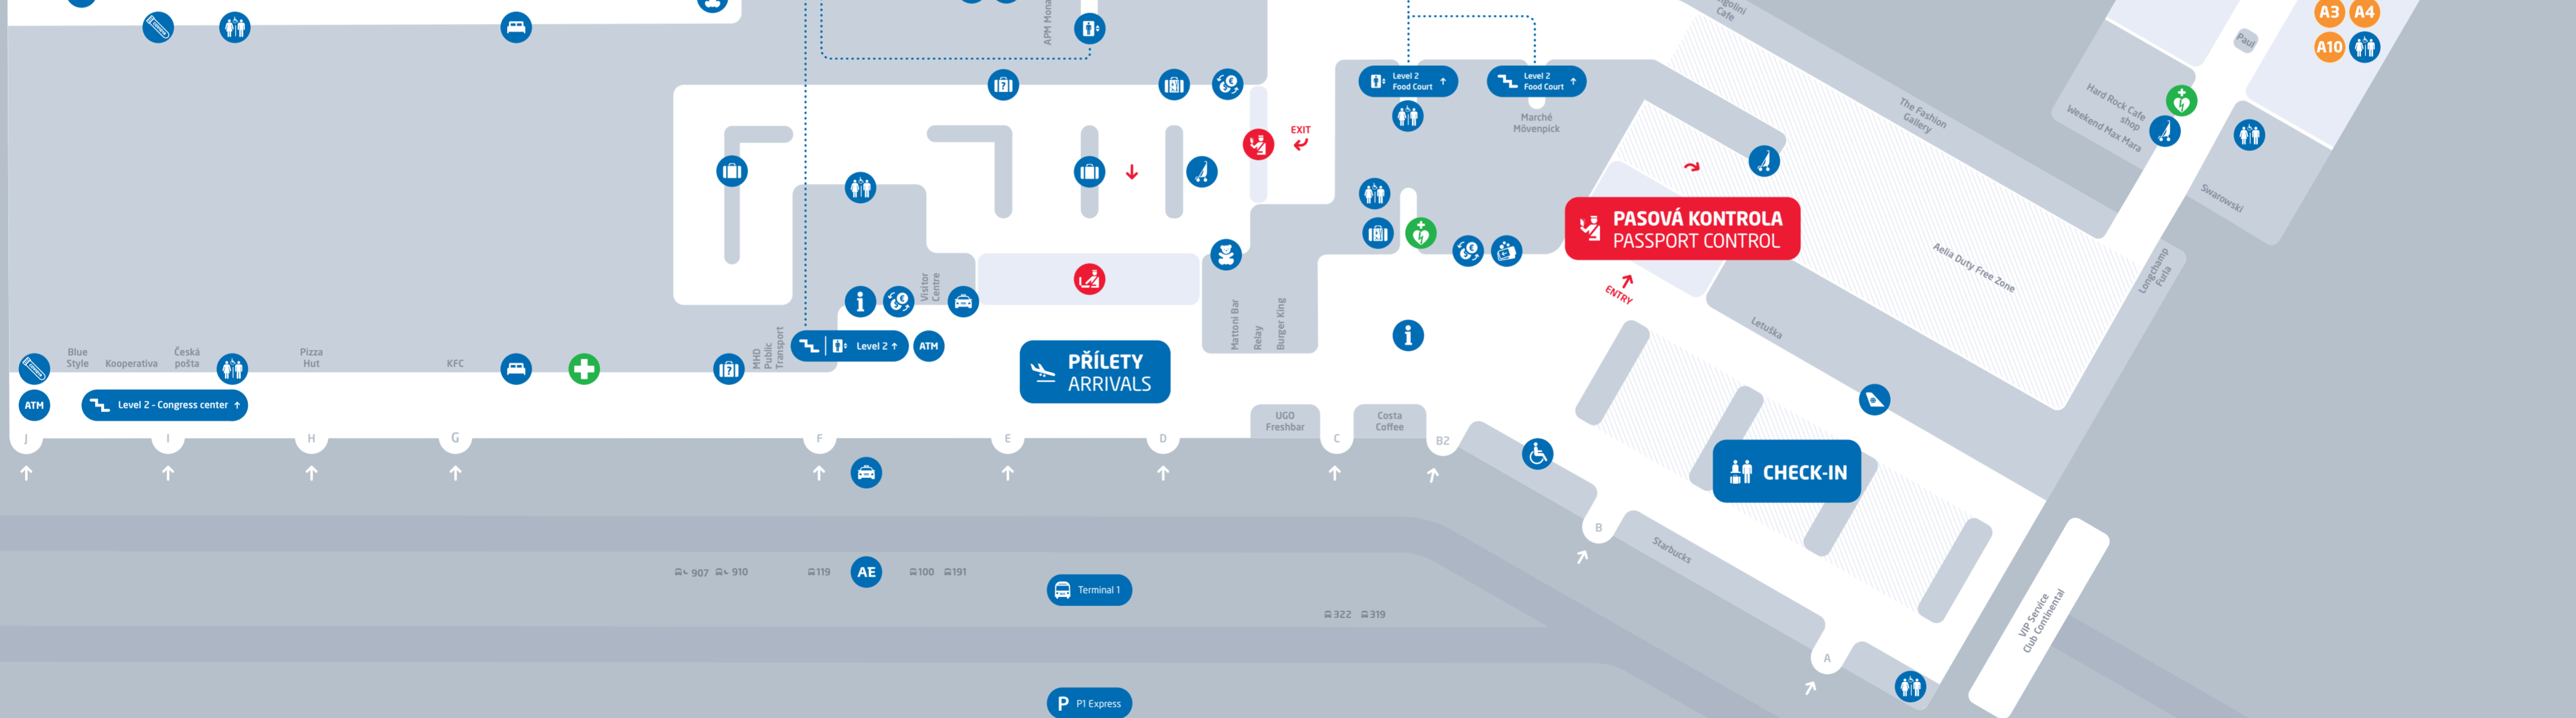 A3 A4
A10
Paul
Cafe
APM Mona
Level 2
Food Court
Level 2
Food Court
Marché
Mövenpick
EXIT
The Fashion
Gallery
Hard Rock Cafe
shop
Weekend Max Mara
Swarowski
PASOVÁ KONTROLA
PASSPORT CONTROL
ENTRY
Aelia Duty Free Zone
Longchamp
Furla
Letuška
Visitor
Centre
Mattoni Bar
Relay
Burger King
MHD
Public
Transport
Level 2
ATM
PŘÍLETY
ARRIVALS
Blue
Style
Kooperativa
Česká
pošta
Pizza
Hut
KFC
ATM
Level 2 - Congress center
UGO
Freshbar
Costa
Coffee
J
I
H
G
F
E
D
C
B2
B
A
CHECK-IN
Starbucks
907
910
119
AE
100
191
Terminal 1
322
319
VIP Service
Club Continental
P
P1 Express